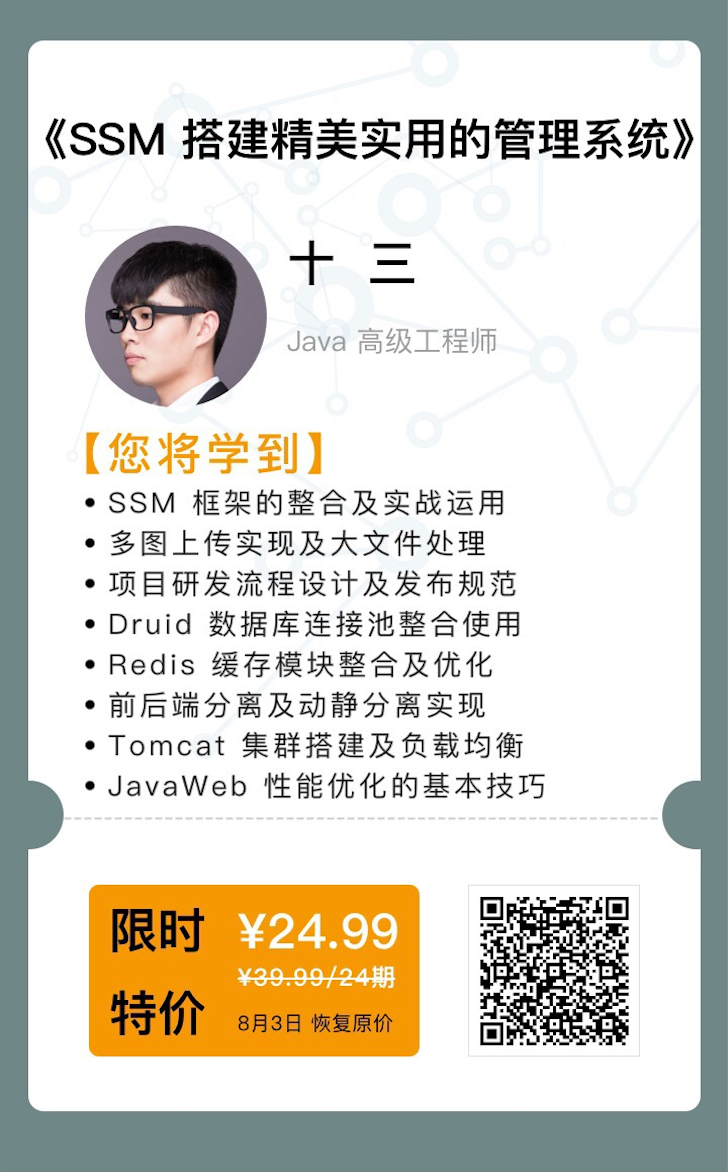 《SSM 搭建精美实用的管理系统》
十 三
Java 高级工程师
【您将学到】
• SSM 框架的整合及实战运用
• 多图上传实现及大文件处理
• 项目研发流程设计及发布规范
• Druid 数据库连接池整合使用
• Redis 缓存模块整合及优化
• 前后端分离及动静分离实现
• Tomcat 集群搭建及负载均衡
• JavaWeb 性能优化的基本技巧
限时
特价
¥24.99
¥39.99/24期
8月3日 恢复原价